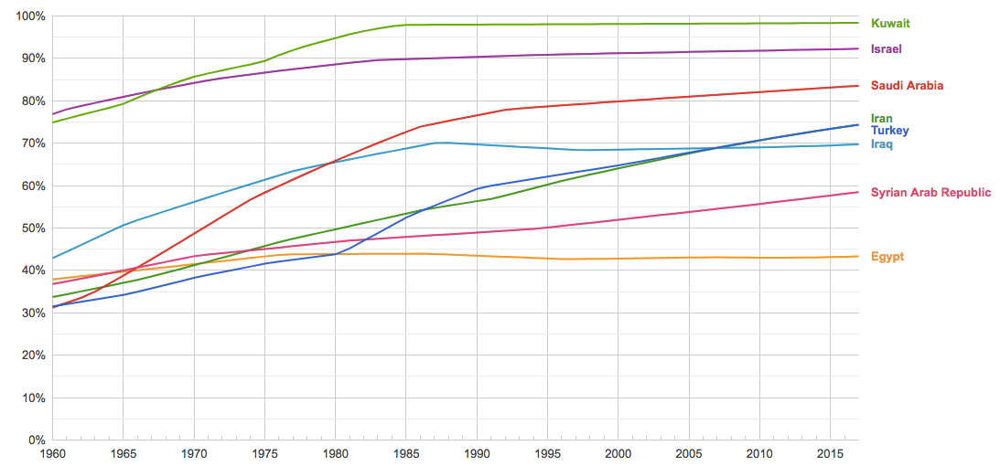 100%
90%
80%
70%
60%
50%
40%
30%
20%
10%
0%
Kuwait
Israel
Saudi Arabia
Iran
Turkey
Iraq
Syrian Arab Republic
Egypt
1960 1965 1970 1975 1980 1985 1990 1995 2000 2005 2010 2015